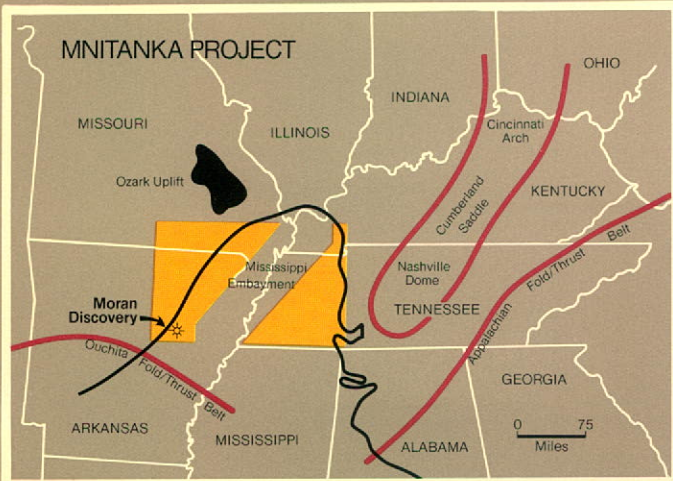 MNITANKA PROJECT
OHIO
INDIANA
MISSOURI
ILLINOIS
Cincinnati
Arch
Ozark Uplift
KENTUCKY
Cumberland
Saddle
Mississippi
Embayment
Nashville
Dome
Appalachian Fold/Thrust Belt
Moran
Discovery
TENNESSEE
Ouchita Fold/Thrust Belt
GEORGIA
0 75
Miles
ARKANSAS
MISSISSIPPI
ALABAMA